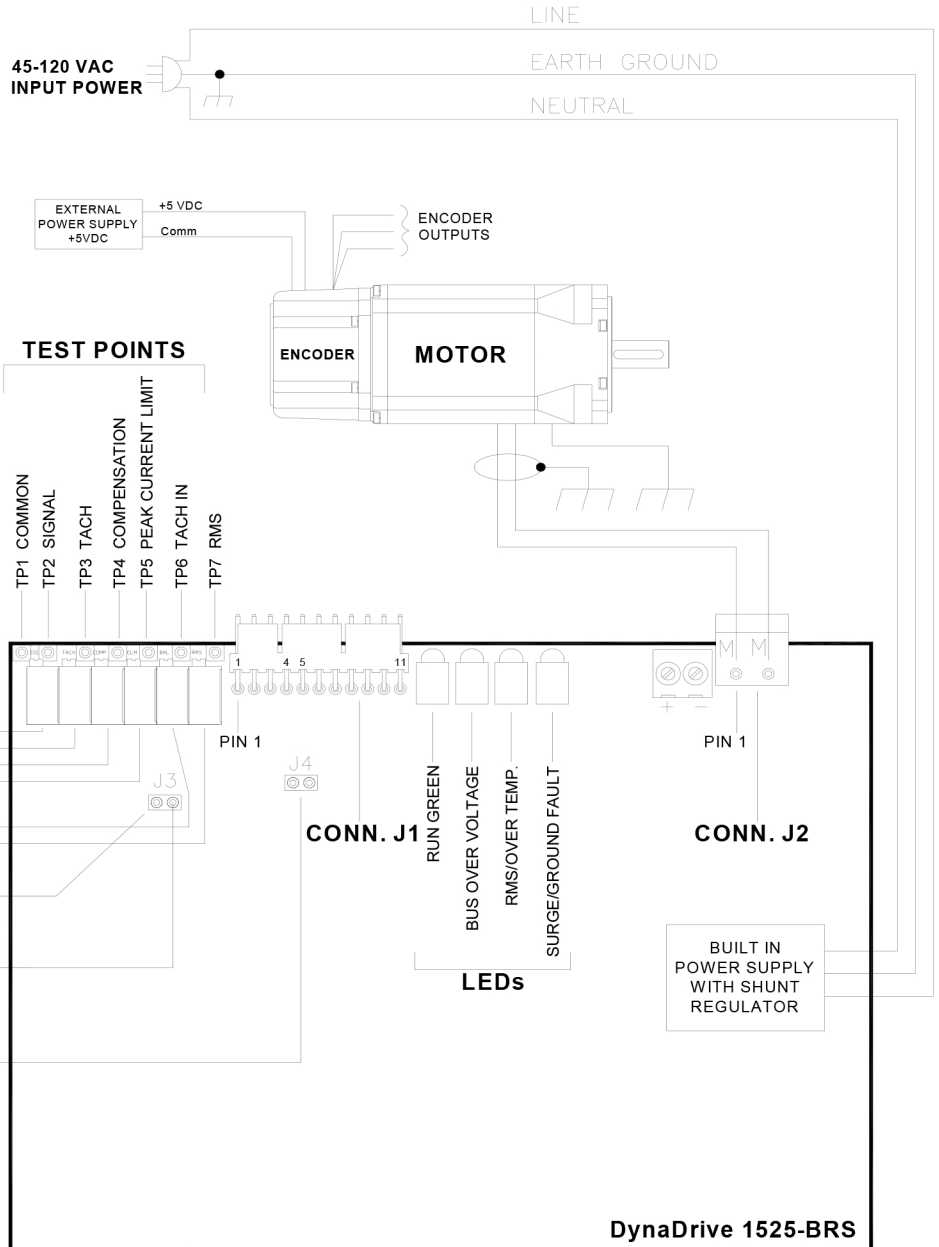 LINE
45-120 VAC
INPUT POWER
EARTH GROUND
NEUTRAL
EXTERNAL
POWER SUPPLY
+5VDC
+5 VDC
Comm
ENCODER
OUTPUTS
ENCODER
MOTOR
TEST POINTS
TP1 COMMON
TP2 SIGNAL
TP3 TACH
TP4 COMPENSATION
TP5 PEAK CURRENT LIMIT
TP6 TACH IN
TP7 RMS
SIG TACH COMP CLM BAL RMS
1 4 5 11
M M
+ −
PIN 1
PIN 1
J3
J4
CONN. J1
RUN GREEN
BUS OVER VOLTAGE
RMS/OVER TEMP.
SURGE/GROUND FAULT
LEDs
CONN. J2
BUILT IN
POWER SUPPLY
WITH SHUNT
REGULATOR
DynaDrive 1525-BRS